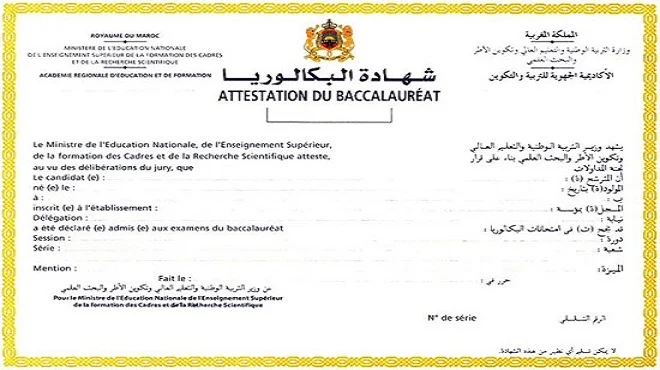 ROYAUME DU MAROC
MINISTERE DE L'EDUCATION NATIONALE
DE L'ENSEIGNEMENT SUPERIEUR DE LA FORMATION DES CADRES
ET DE LA RECHERCHE SCIENTIFIQUE
ACADEMIE REGIONALE D'EDUCATION ET DE FORMATION
المملكة المغربية
وزارة التربية الوطنية والتعليم العالي وتكوين الأطر
والبحث العلمي
الأكاديمية الجهوية للتربية والتكوين
شهادة البكالوريا
ATTESTATION DU BACCALAURÉAT
Le Ministre de l'Education Nationale, de l'Enseignement Supérieur,
de la formation des Cadres et de la Recherche Scientifique atteste,
au vu des délibérations du jury, que
يشهد وزير التربية الوطنية والتعليم العالي
وتكوين الأطر والبحث العلمي بناء على قرار
لجنة المداولات
Le candidat (e) : أن المترشح (ة) :
né (e) le : المولود(ة) بتاريخ :
à : ب :
inscrit (e) à l'établissement : المسجل(ة) بمؤسسة :
Délégation : نيابة :
a été déclaré (e) admis (e) aux examens du baccalauréat قد نجح (ت) في امتحانات البكالوريا :
Session : دورة :
Série : شعبة :
Mention : الميزة :
Fait le : حرر في :
عن وزير التربية الوطنية والتعليم العالي وتكوين الأطر والبحث العلمي
Pour le Ministre de l'Education Nationale de l'Enseignement Supérieur
de la formation des Cadres et de la Recherche Scientifique
N° de série الرقم التسلسلي
لا يمكن تسليم أي نظير من هذه الشهادة.